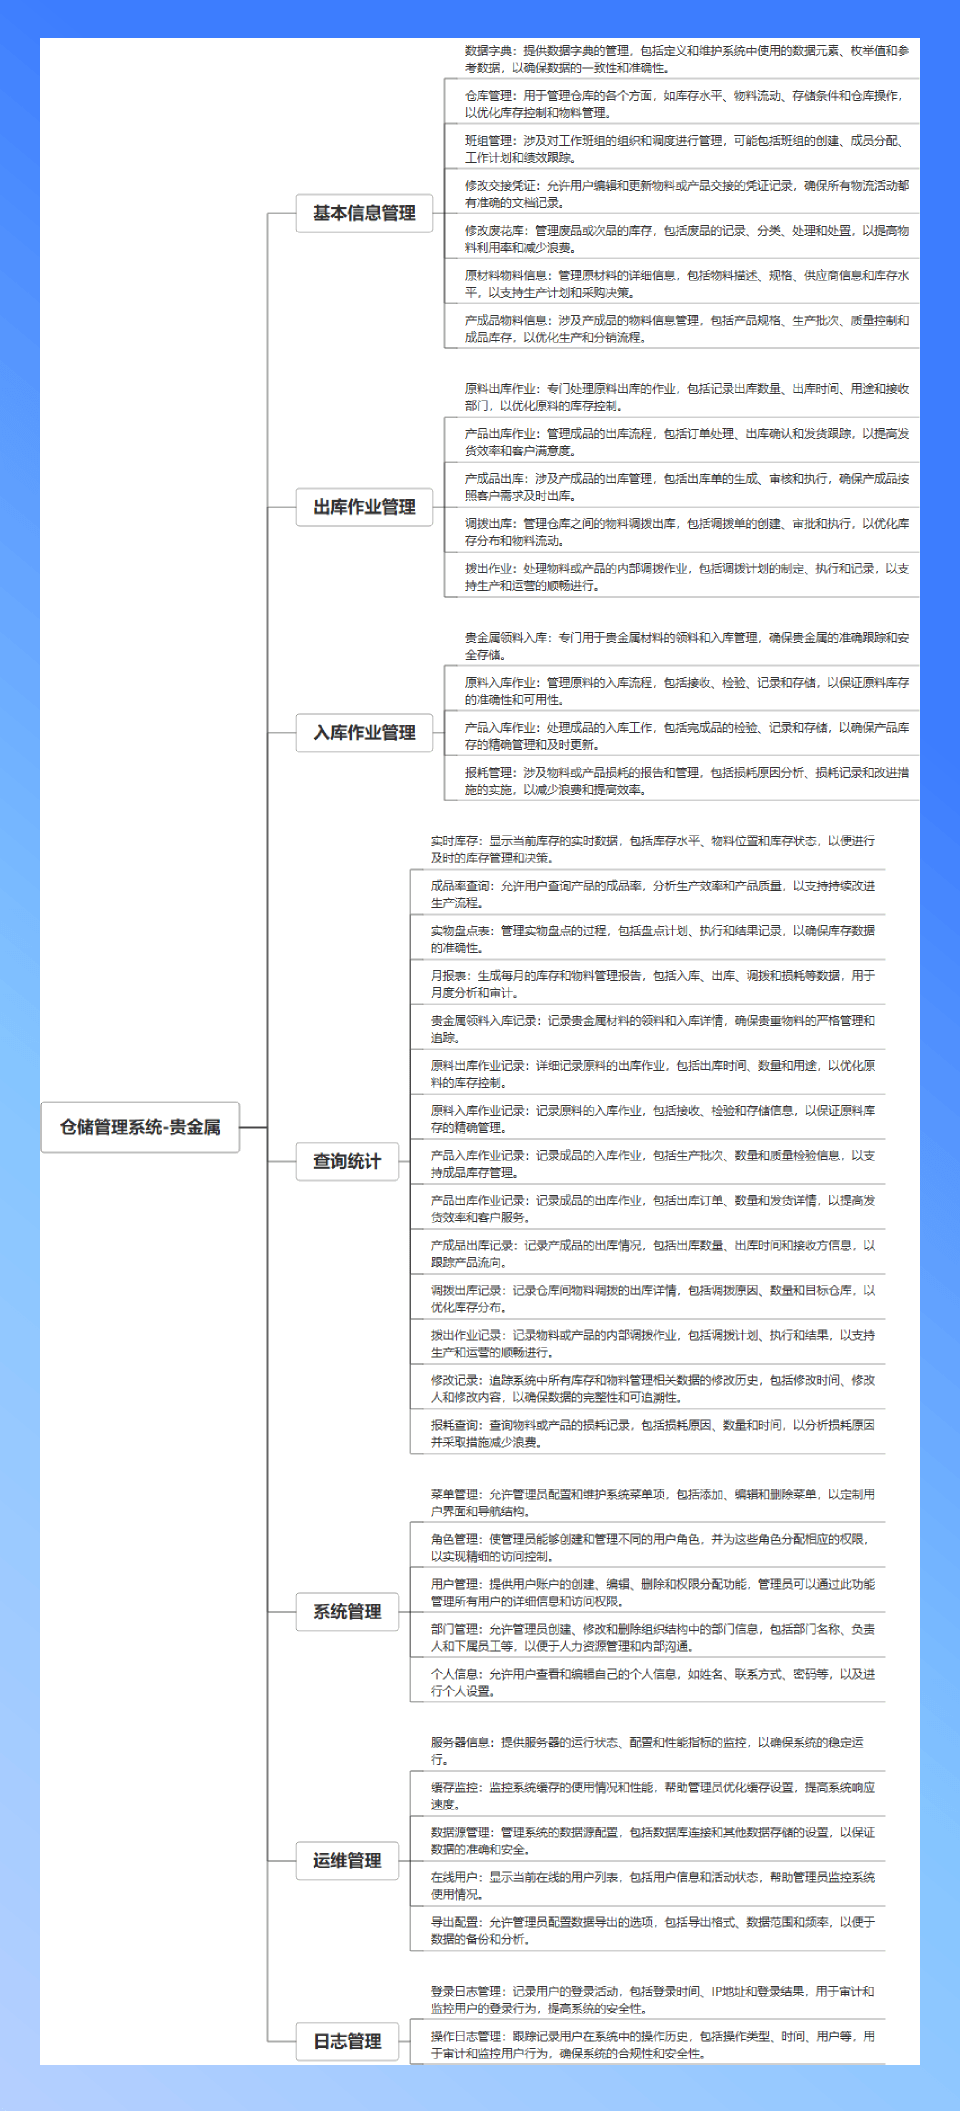 数据字典：提供数据字典的管理，包括定义和维护系统中使用的数据元素、枚举值和参
考数据，以确保数据的一致性和准确性。
仓库管理：用于管理仓库的各个方面，如库存水平、物料流动、存储条件和仓库操作，
以优化库存控制和物料管理。
班组管理：涉及对工作班组的组织和调度进行管理，可能包括班组的创建、成员分配、
工作计划和绩效跟踪。
修改交接凭证：允许用户编辑和更新物料或产品交接的凭证记录，确保所有物流活动都
有准确的文档记录。
基本信息管理
修改废花库：管理废品或次品的库存，包括废品的记录、分类、处理和处置，以提高物
料利用率和减少浪费。
原材料物料信息：管理原材料的详细信息，包括物料描述、规格、供应商信息和库存水
平，以支持生产计划和采购决策。
产成品物料信息：涉及产成品的物料信息管理，包括产品规格、生产批次、质量控制和
成品库存，以优化生产和分销流程。
原料出库作业：专门处理原料出库的作业，包括记录出库数量、出库时间、用途和接收
部门，以优化原料的库存控制。
产品出库作业：管理成品的出库流程，包括订单处理、出库确认和发货跟踪，以提高发
货效率和客户满意度。
产成品出库：涉及产成品的出库管理，包括出库单的生成、审核和执行，确保产成品按
照客户需求及时出库。
出库作业管理
调拨出库：管理仓库之间的物料调拨出库，包括调拨单的创建、审批和执行，以优化库
存分布和物料流动。
拨出作业：处理物料或产品的内部调拨作业，包括调拨计划的制定、执行和记录，以支
持生产和运营的顺畅进行。
贵金属领料入库：专门用于贵金属材料的领料和入库管理，确保贵金属的准确跟踪和安
全存储。
原料入库作业：管理原料的入库流程，包括接收、检验、记录和存储，以保证原料库存
的准确性和可用性。
入库作业管理
产品入库作业：处理成品的入库工作，包括完成品的检验、记录和存储，以确保产品库
存的精确管理和及时更新。
报耗管理：涉及物料或产品损耗的报告和管理，包括损耗原因分析、损耗记录和改进措
施的实施，以减少浪费和提高效率。
实时库存：显示当前库存的实时数据，包括库存水平、物料位置和库存状态，以便进行
及时的库存管理和决策。
成品率查询：允许用户查询产品的成品率，分析生产效率和产品质量，以支持持续改进
生产流程。
实物盘点表：管理实物盘点的过程，包括盘点计划、执行和结果记录，以确保库存数据
的准确性。
月报表：生成每月的库存和物料管理报告，包括入库、出库、调拨和损耗等数据，用于
月度分析和审计。
贵金属领料入库记录：记录贵金属材料的领料和入库详情，确保贵重物料的严格管理和
追踪。
原料出库作业记录：详细记录原料的出库作业，包括出库时间、数量和用途，以优化原
料的库存控制。
原料入库作业记录：记录原料的入库作业，包括接收、检验和存储信息，以保证原料库
存的精确管理。
仓储管理系统-贵金属
查询统计
产品入库作业记录：记录成品的入库作业，包括生产批次、数量和质量检验信息，以支
持成品库存管理。
产品出库作业记录：记录成品的出库作业，包括出库订单、数量和发货详情，以提高发
货效率和客户服务。
产成品出库记录：记录产成品的出库情况，包括出库数量、出库时间和接收方信息，以
跟踪产品流向。
调拨出库记录：记录仓库间物料调拨的出库详情，包括调拨原因、数量和目标仓库，以
优化库存分布。
拨出作业记录：记录物料或产品的内部调拨作业，包括调拨计划、执行和结果，以支持
生产和运营的顺畅进行。
修改记录：追踪系统中所有库存和物料管理相关数据的修改历史，包括修改时间、修改
人和修改内容，以确保数据的完整性和可追溯性。
报耗查询：查询物料或产品的损耗记录，包括损耗原因、数量和时间，以分析损耗原因
并采取措施减少浪费。
菜单管理：允许管理员配置和维护系统菜单项，包括添加、编辑和删除菜单，以定制用
户界面和导航结构。
角色管理：使管理员能够创建和管理不同的用户角色，并为这些角色分配相应的权限，
以实现精细的访问控制。
系统管理
用户管理：提供用户账户的创建、编辑、删除和权限分配功能，管理员可以通过此功能
管理所有用户的详细信息和访问权限。
部门管理：允许管理员创建、修改和删除组织结构中的部门信息，包括部门名称、负责
人和下属员工等，以便于人力资源管理和内部沟通。
个人信息：允许用户查看和编辑自己的个人信息，如姓名、联系方式、密码等，以及进
行个人设置。
服务器信息：提供服务器的运行状态、配置和性能指标的监控，以确保系统的稳定运
行。
缓存监控：监控系统缓存的使用情况和性能，帮助管理员优化缓存设置，提高系统响应
速度。
运维管理
数据源管理：管理系统的数据源配置，包括数据库连接和其他数据存储的设置，以保证
数据的准确和安全。
在线用户：显示当前在线的用户列表，包括用户信息和活动状态，帮助管理员监控系统
使用情况。
导出配置：允许管理员配置数据导出的选项，包括导出格式、数据范围和频率，以便于
数据的备份和分析。
登录日志管理：记录用户的登录活动，包括登录时间、IP地址和登录结果，用于审计和
监控用户的登录行为，提高系统的安全性。
日志管理
操作日志管理：跟踪记录用户在系统中的操作历史，包括操作类型、时间、用户等，用
于审计和监控用户行为，确保系统的合规性和安全性。